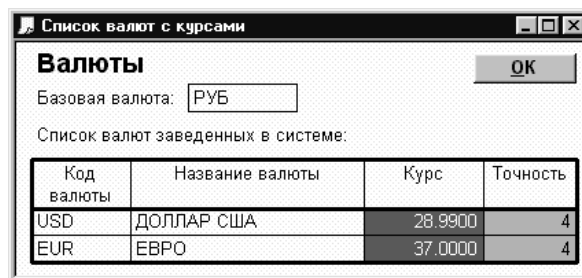 Список валют с курсами
Валюты
OK
Базовая валюта: РУБ
Список валют заведенных в системе:
Код валюты Название валюты Курс Точность
USD ДОЛЛАР США 28.9900 4
EUR ЕВРО 37.0000 4